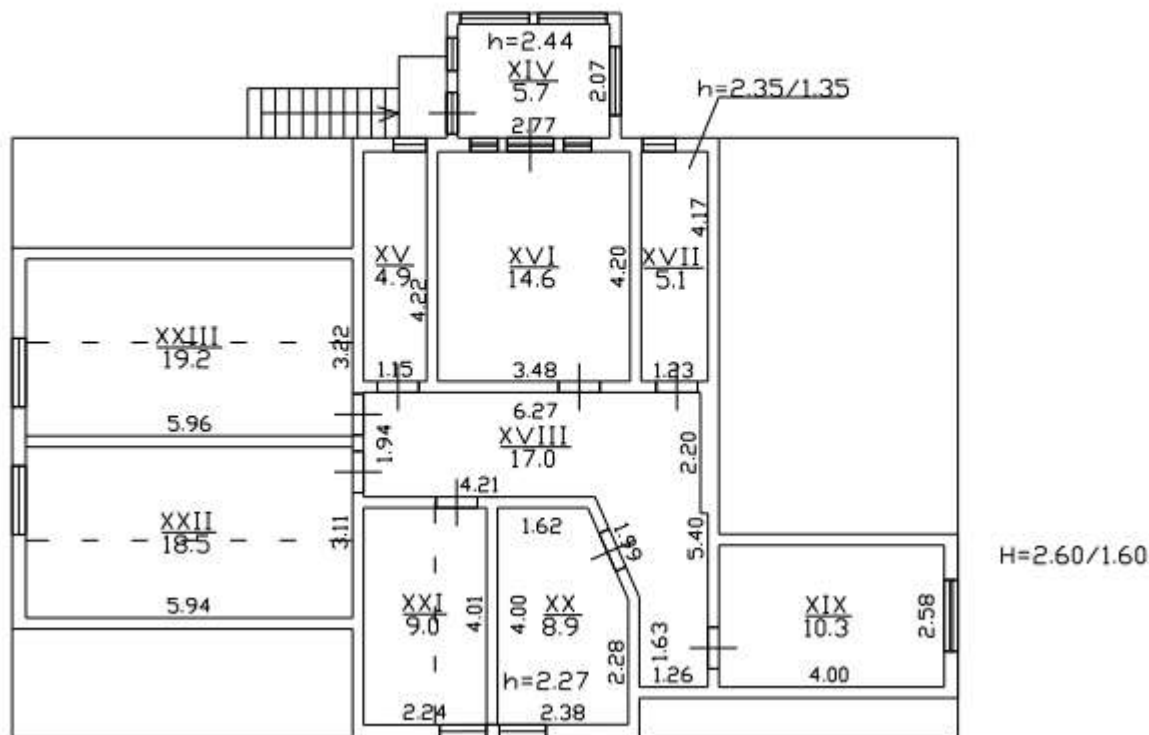 h=2.44
XIV
5.7
2.07
2.77
h=2.35/1.35
XV
4.9
4.22
1.15
XVI
14.6
4.20
3.48
XVII
5.1
4.17
1.23
XXIII
19.2
3.22
5.96
6.27
XVIII
17.0
1.94
2.20
4.21
XXII
18.5
3.11
5.94
1.62
1.99
5.40
H=2.60/1.60
XXI
9.0
4.01
2.24
4.00
XX
8.9
2.28
h=2.27
2.38
1.63
1.26
XIX
10.3
2.58
4.00